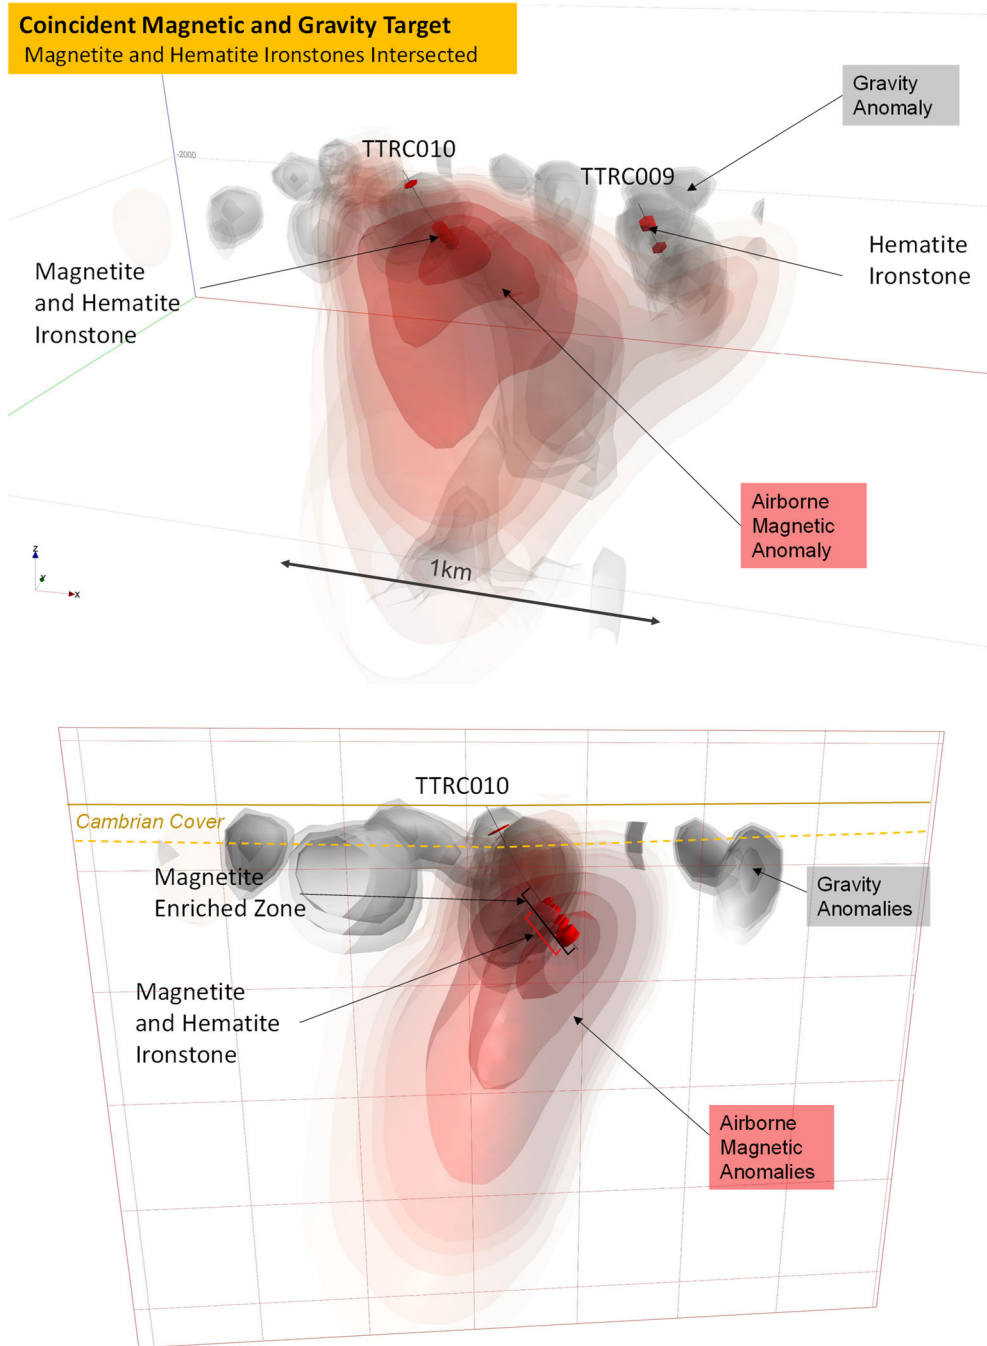 Coincident Magnetic and Gravity Target
Magnetite and Hematite Ironstones Intersected
Gravity
Anomaly
TTRC010
-2000
TTRC009
Hematite
Ironstone
Magnetite
and Hematite
Ironstone
Airborne
Magnetic
Anomaly
1km
z
Y
x
TTRC010
Cambrian Cover
Magnetite
Enriched Zone
Gravity
Anomalies
Magnetite
and Hematite
Ironstone
Airborne
Magnetic
Anomalies